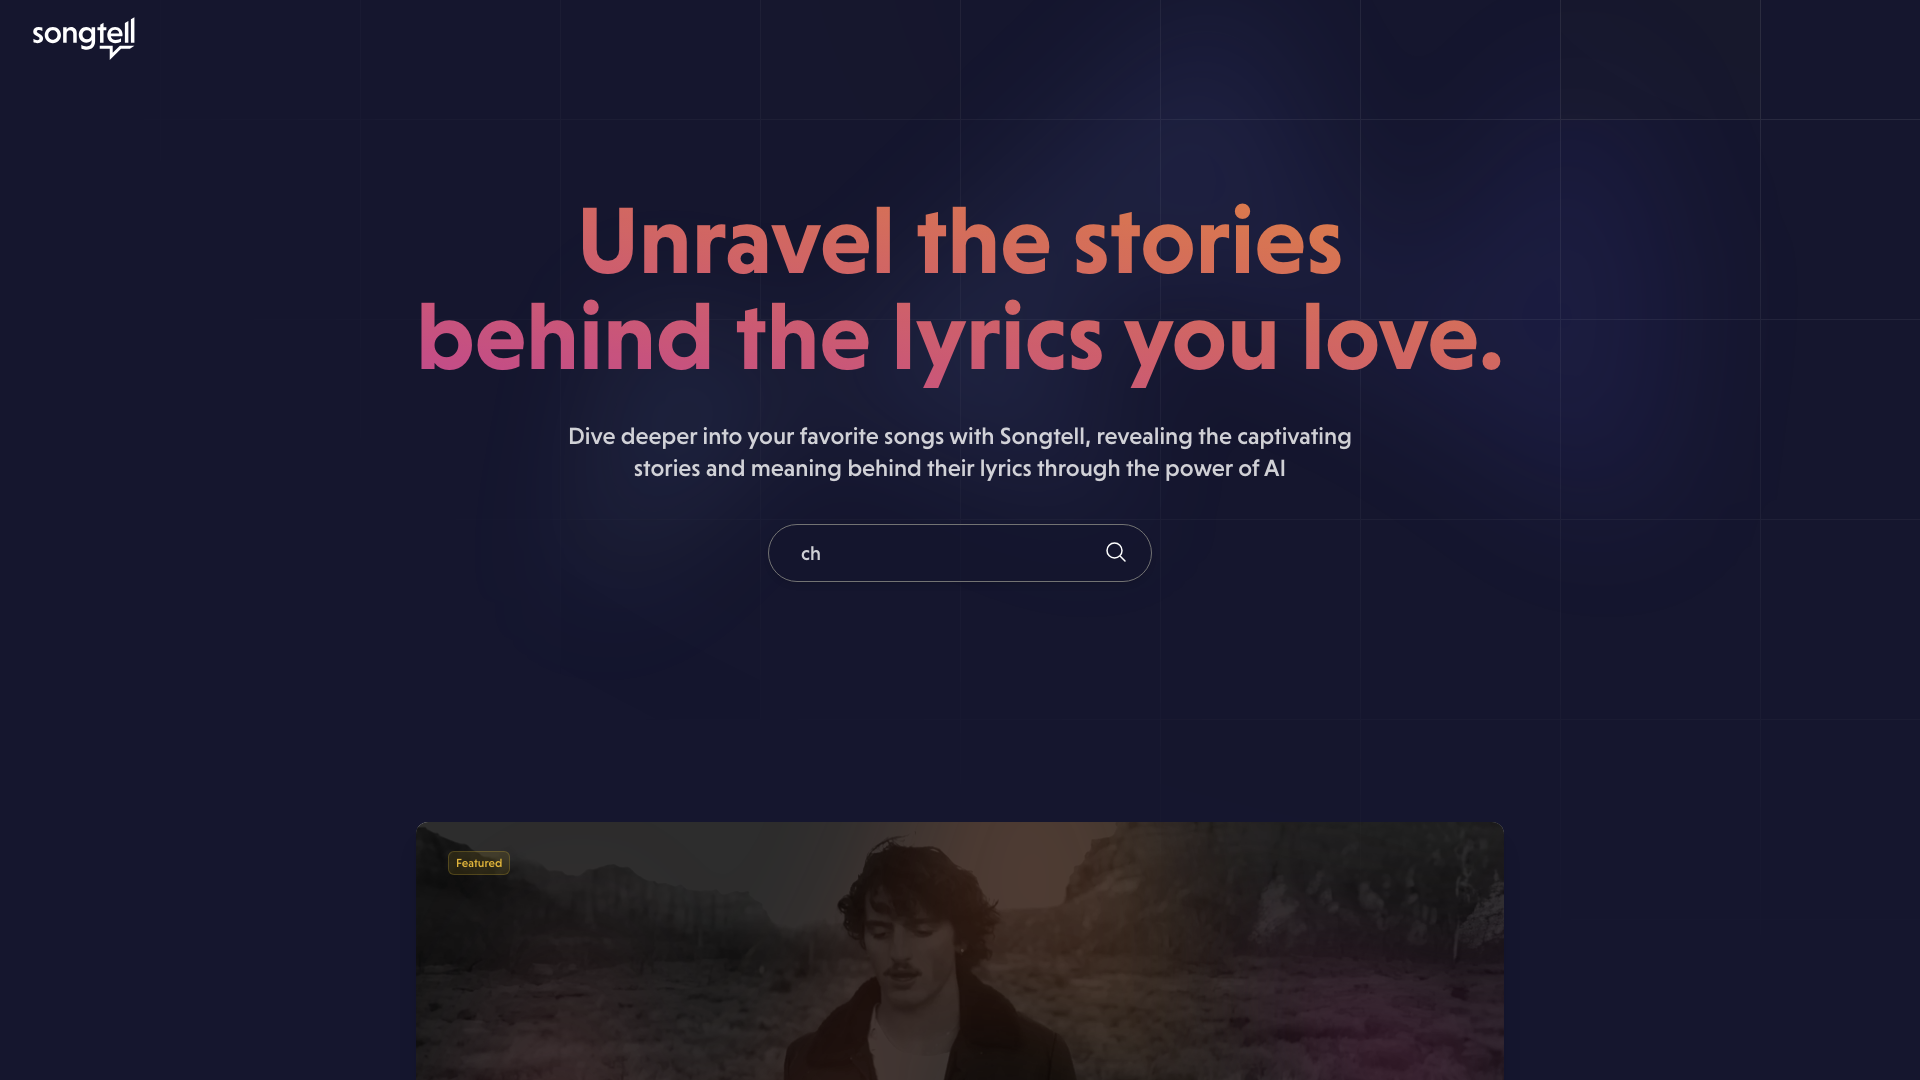 songtell
Unravel the stories
behind the lyrics you love.
Dive deeper into your favorite songs with Songtell, revealing the captivating
stories and meaning behind their lyrics through the power of AI
ch
Featured